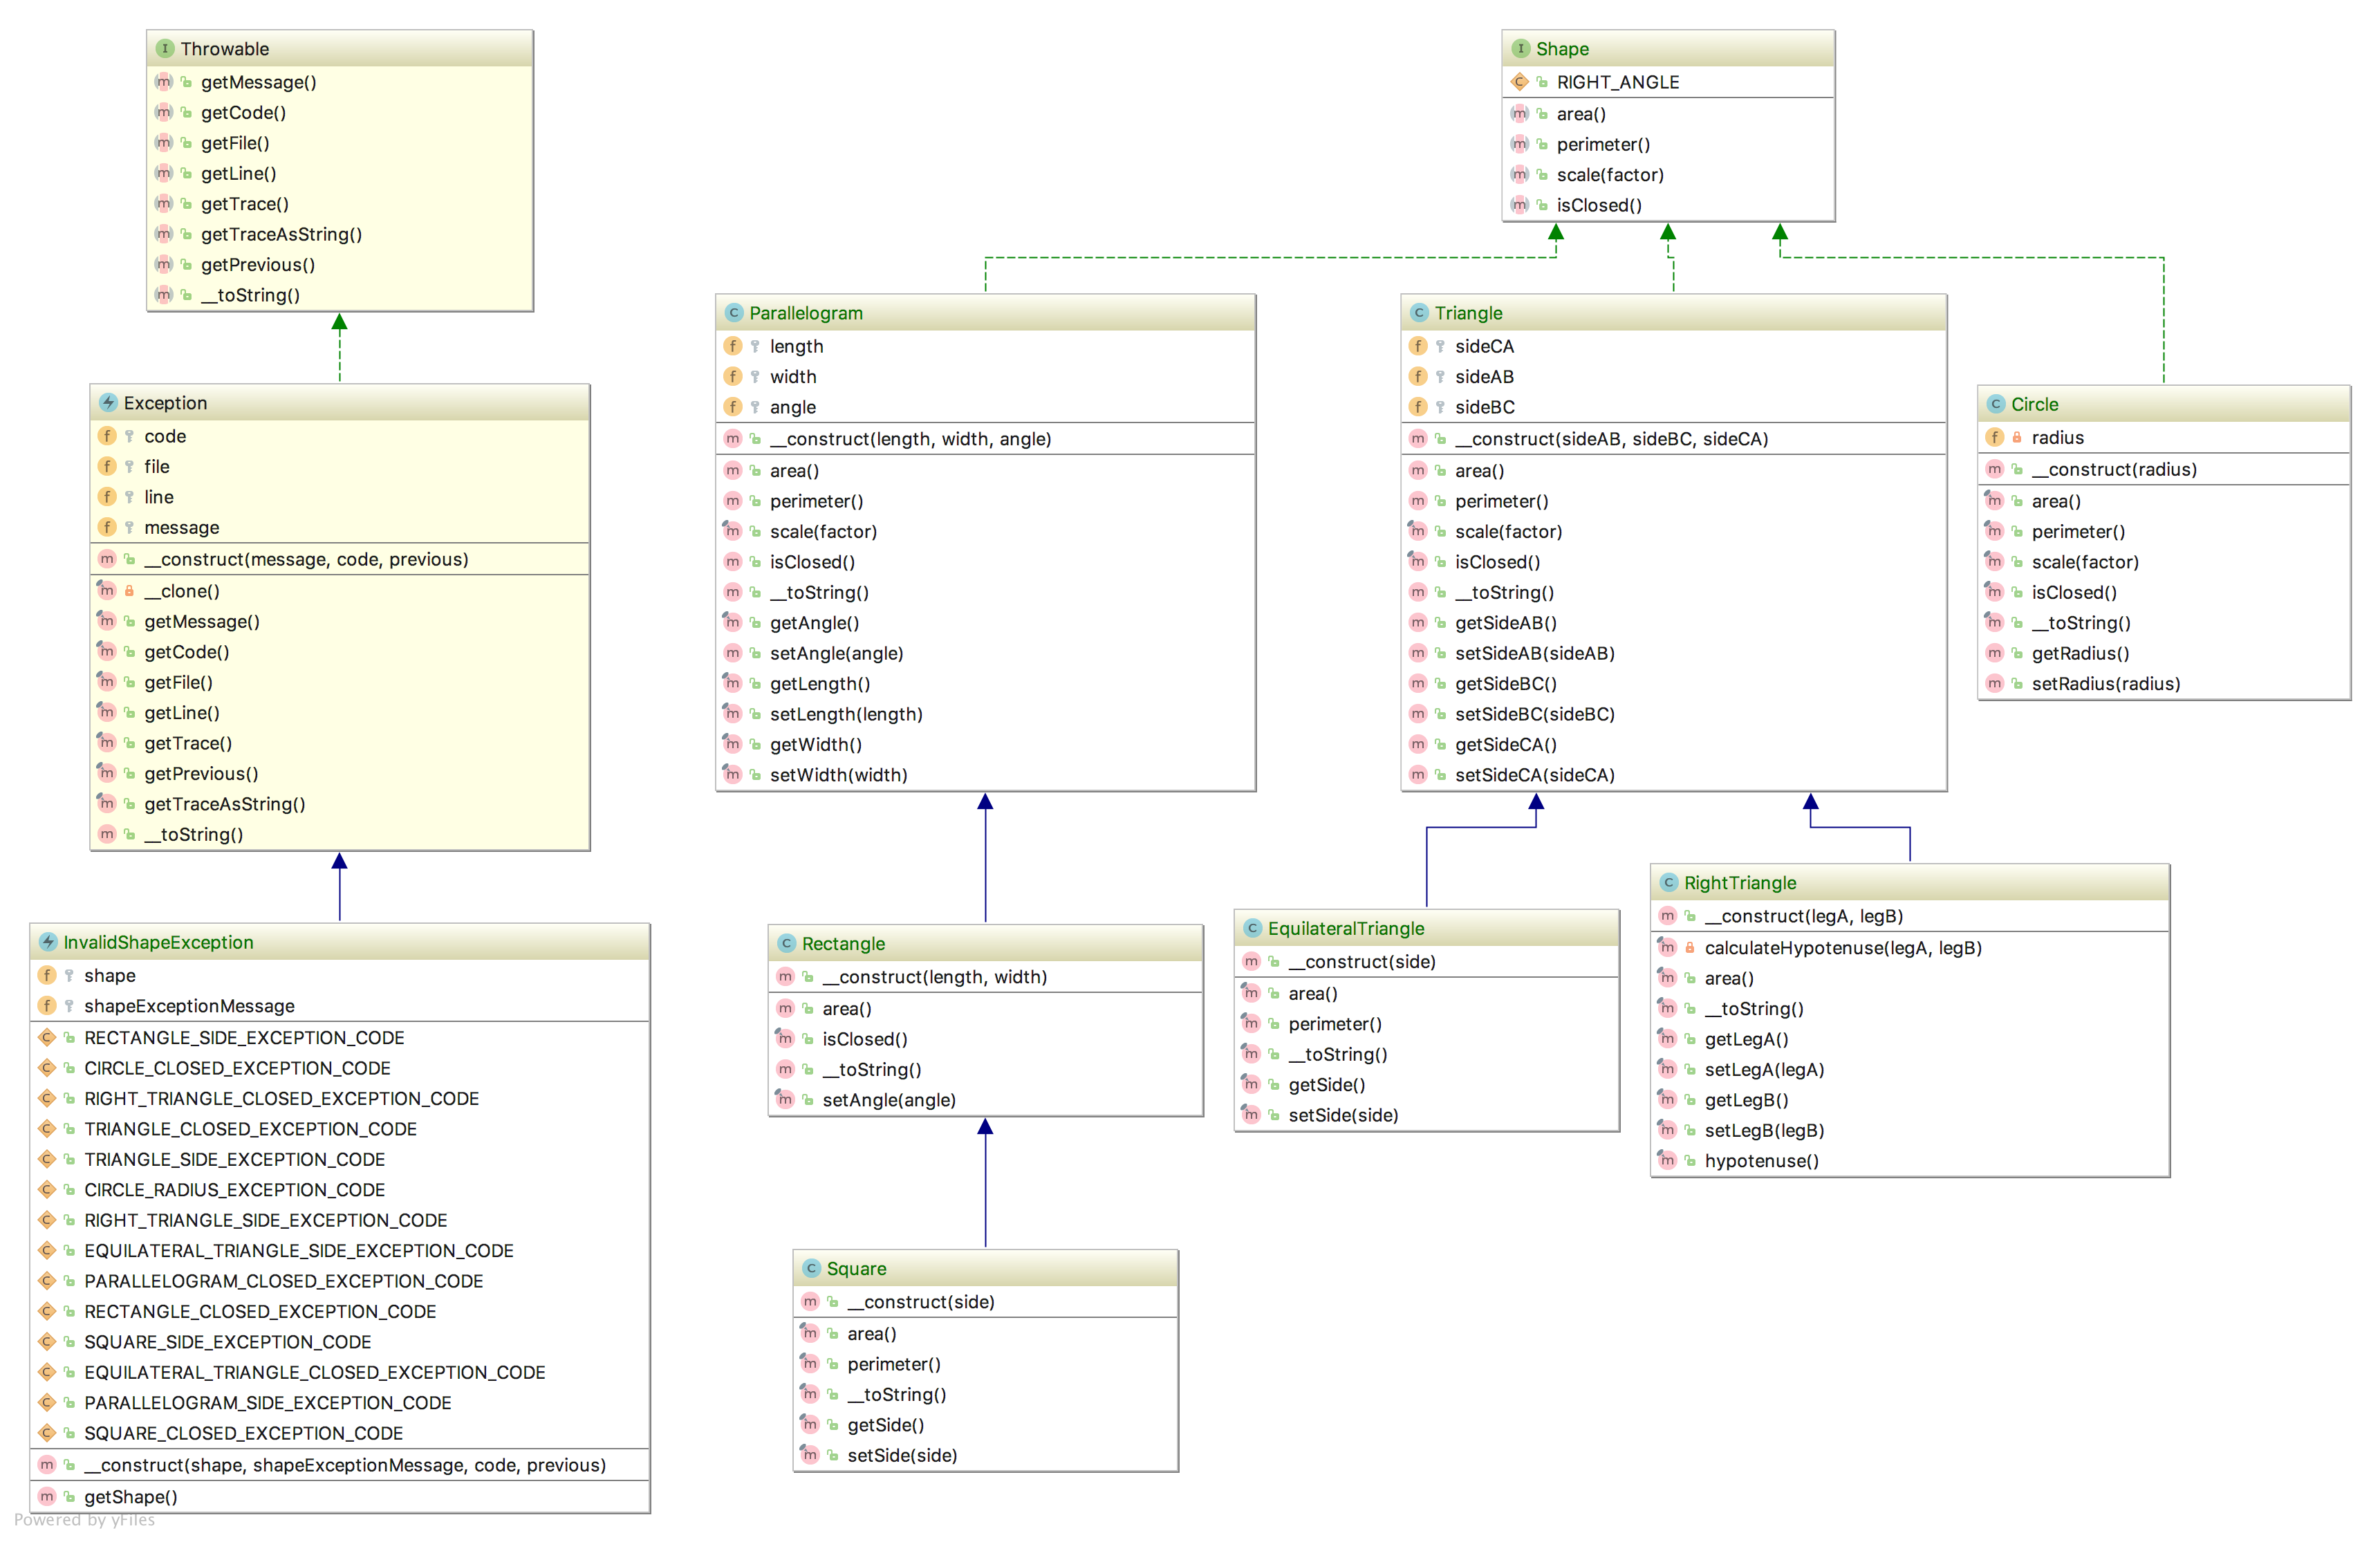 Throwable
getMessage()
getCode()
getFile()
getLine()
getTrace()
getTraceAsString()
getPrevious()
__toString()
Exception
code
file
line
message
__construct(message, code, previous)
__clone()
getMessage()
getCode()
getFile()
getLine()
getTrace()
getPrevious()
getTraceAsString()
__toString()
InvalidShapeException
shape
shapeExceptionMessage
RECTANGLE_SIDE_EXCEPTION_CODE
CIRCLE_CLOSED_EXCEPTION_CODE
RIGHT_TRIANGLE_CLOSED_EXCEPTION_CODE
TRIANGLE_CLOSED_EXCEPTION_CODE
TRIANGLE_SIDE_EXCEPTION_CODE
CIRCLE_RADIUS_EXCEPTION_CODE
RIGHT_TRIANGLE_SIDE_EXCEPTION_CODE
EQUILATERAL_TRIANGLE_SIDE_EXCEPTION_CODE
PARALLELOGRAM_CLOSED_EXCEPTION_CODE
RECTANGLE_CLOSED_EXCEPTION_CODE
SQUARE_SIDE_EXCEPTION_CODE
EQUILATERAL_TRIANGLE_CLOSED_EXCEPTION_CODE
PARALLELOGRAM_SIDE_EXCEPTION_CODE
SQUARE_CLOSED_EXCEPTION_CODE
__construct(shape, shapeExceptionMessage, code, previous)
getShape()
Powered by yFiles
Shape
RIGHT_ANGLE
area()
perimeter()
scale(factor)
isClosed()
Parallelogram
length
width
angle
__construct(length, width, angle)
area()
perimeter()
scale(factor)
isClosed()
__toString()
getAngle()
setAngle(angle)
getLength()
setLength(length)
getWidth()
setWidth(width)
Triangle
sideCA
sideAB
sideBC
__construct(sideAB, sideBC, sideCA)
area()
perimeter()
scale(factor)
isClosed()
__toString()
getSideAB()
setSideAB(sideAB)
getSideBC()
setSideBC(sideBC)
getSideCA()
setSideCA(sideCA)
Circle
radius
__construct(radius)
area()
perimeter()
scale(factor)
isClosed()
__toString()
getRadius()
setRadius(radius)
Rectangle
__construct(length, width)
area()
isClosed()
__toString()
setAngle(angle)
EquilateralTriangle
__construct(side)
area()
perimeter()
__toString()
getSide()
setSide(side)
RightTriangle
__construct(legA, legB)
calculateHypotenuse(legA, legB)
area()
__toString()
getLegA()
setLegA(legA)
getLegB()
setLegB(legB)
hypotenuse()
Square
__construct(side)
area()
perimeter()
__toString()
getSide()
setSide(side)